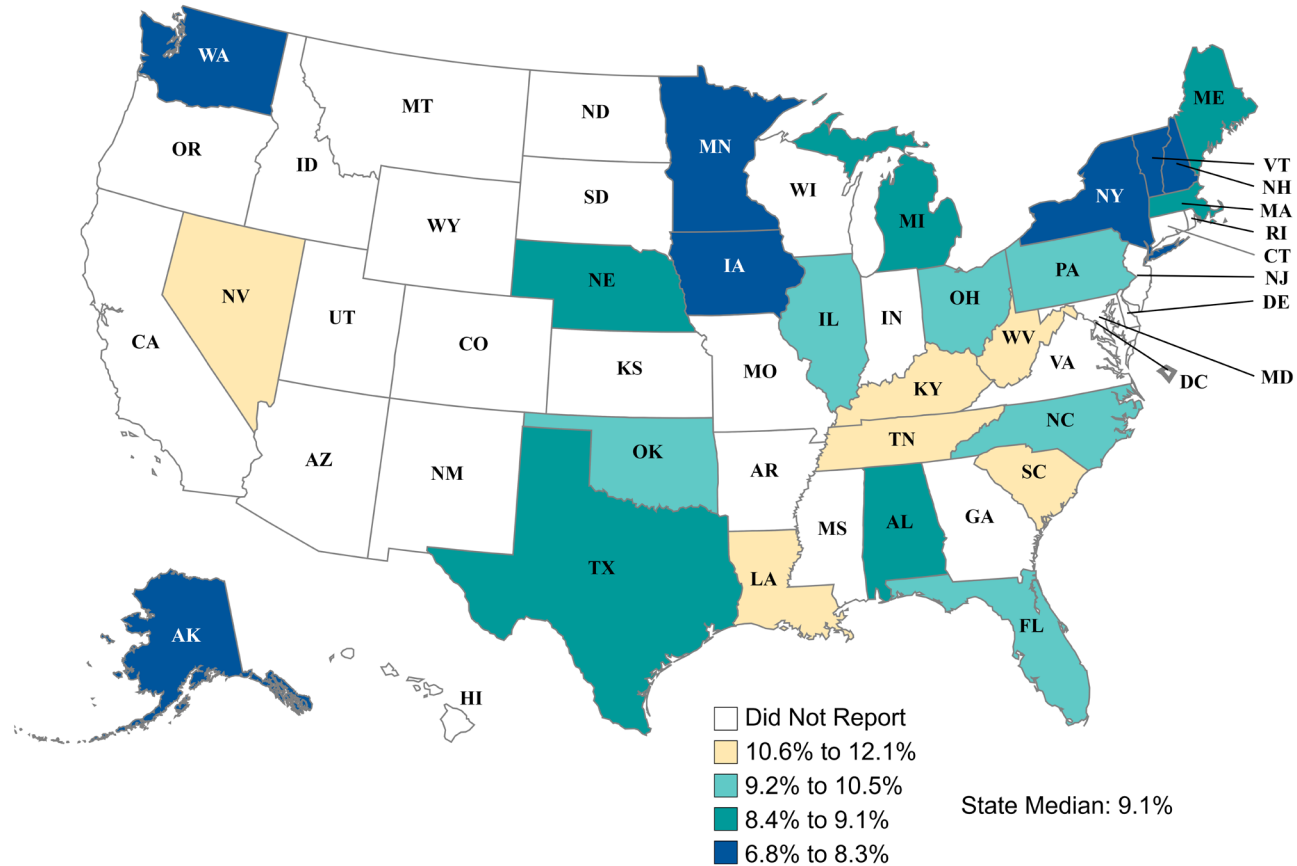 WA
MT
ND
MN
ME
OR
ID
SD
WI
MI
NY
VT
NH
MA
RI
CT
NJ
DE
MD
DC
WY
NE
IA
PA
NV
UT
CO
KS
IL
IN
OH
WV
VA
CA
MO
KY
NC
AZ
NM
OK
AR
TN
SC
TX
LA
MS
AL
GA
FL
AK
HI
Did Not Report
10.6% to 12.1%
9.2% to 10.5%
8.4% to 9.1%
6.8% to 8.3%
State Median: 9.1%